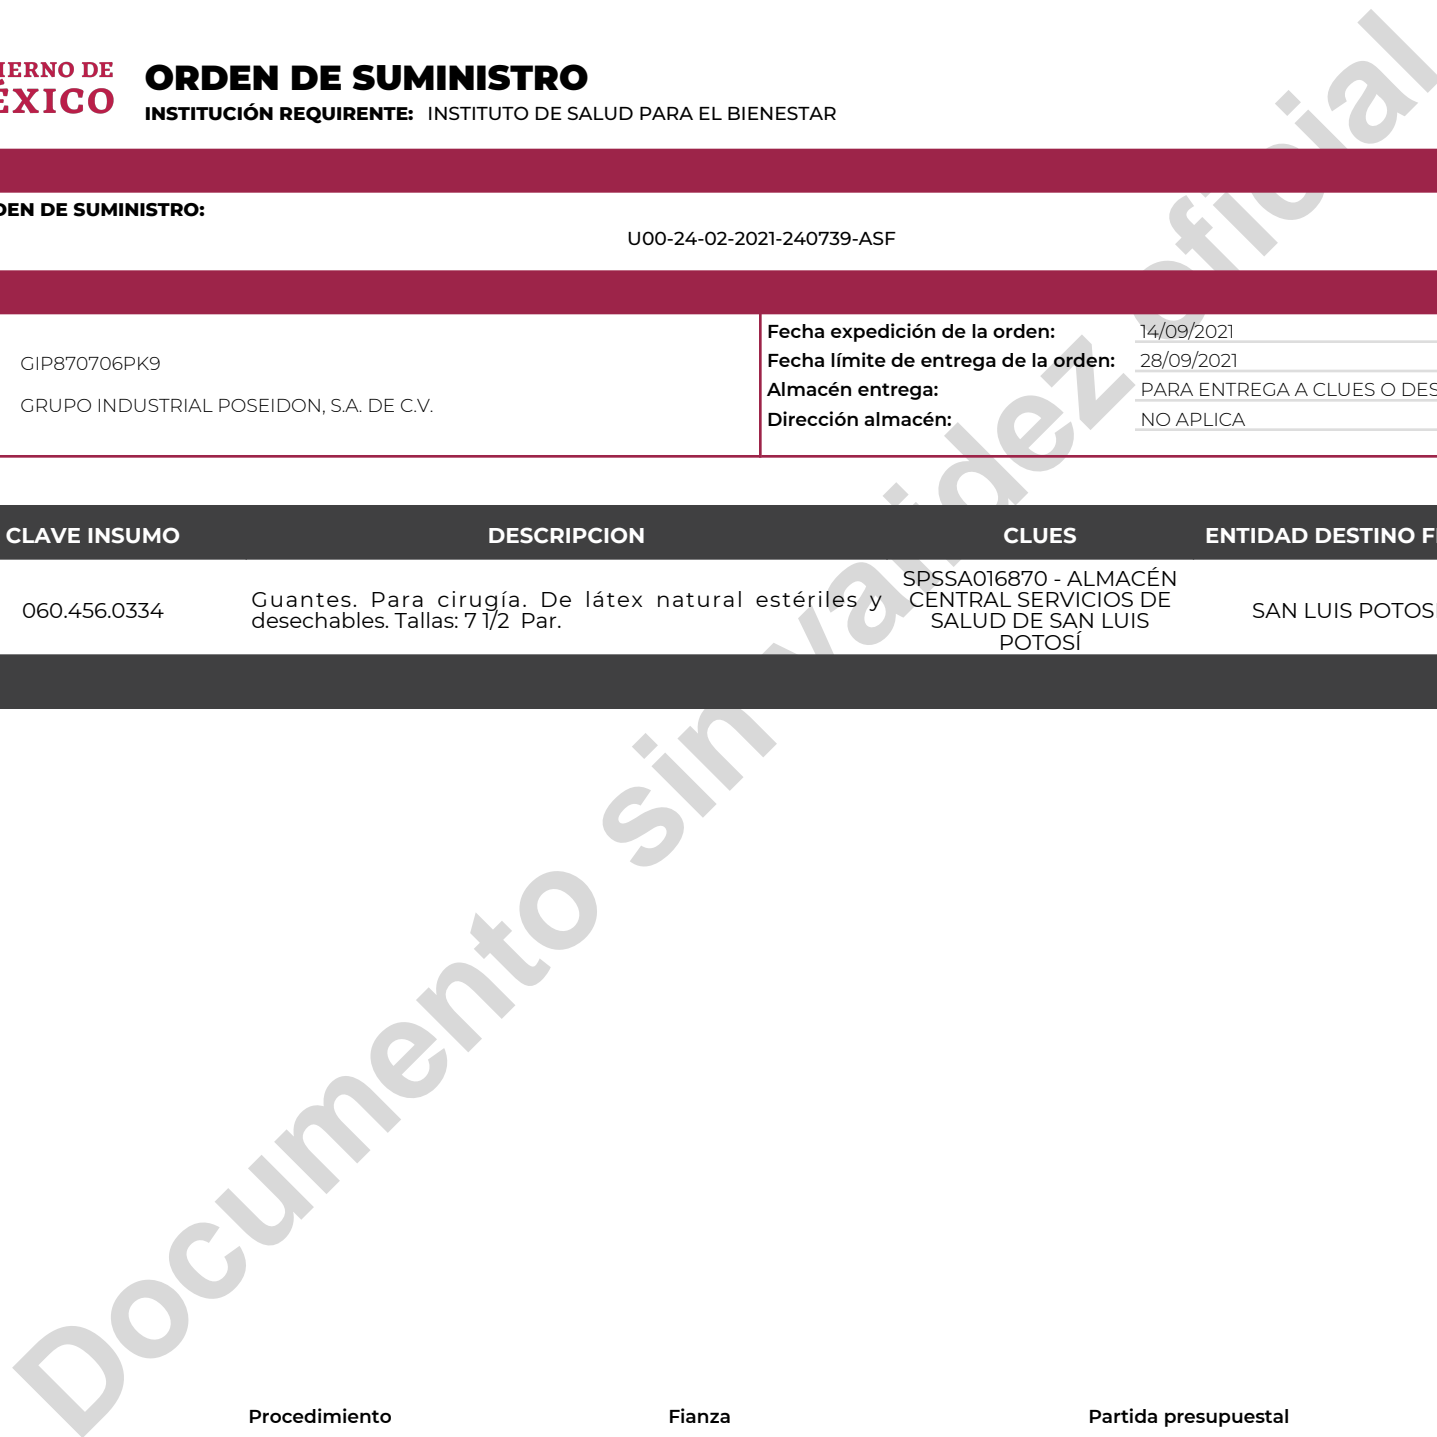 IERNO DE
ÉXICO
ORDEN DE SUMINISTRO
INSTITUCIÓN REQUIRENTE: INSTITUTO DE SALUD PARA EL BIENESTAR
DEN DE SUMINISTRO:
U00-24-02-2021-240739-ASF
GIP870706PK9
GRUPO INDUSTRIAL POSEIDON, S.A. DE C.V.
Fecha expedición de la orden: 14/09/2021
Fecha límite de entrega de la orden: 28/09/2021
Almacén entrega: PARA ENTREGA A CLUES O DES
Dirección almacén: NO APLICA
CLAVE INSUMO DESCRIPCION CLUES ENTIDAD DESTINO F
060.456.0334
Guantes. Para cirugía. De látex natural estériles y
desechables. Tallas: 7 1/2 Par.
SPSSA016870 - ALMACÉN
CENTRAL SERVICIOS DE
SALUD DE SAN LUIS
POTOSÍ
SAN LUIS POTOSÍ
Documento sin validez oficial
Procedimiento Fianza Partida presupuestal